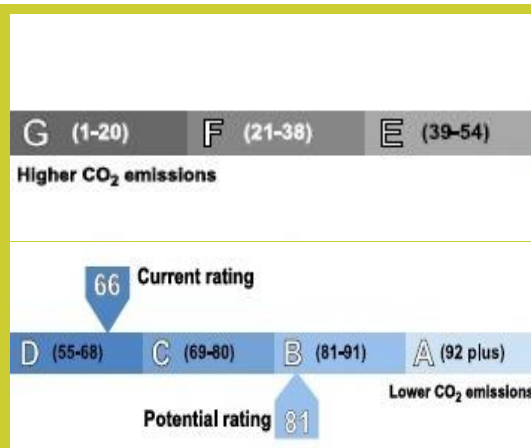 G (1-20) F (21-38) E (39-54)
Higher CO₂ emissions
66 Current rating
D (55-68) C (69-80) B (81-91) A (92 plus)
Lower CO₂ emissions
Potential rating 81